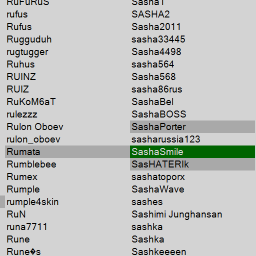 RuFuRuS SashaT
rufus SASHA2
Rufus Sasha2011
Rugguduh sasha33445
rugtugger Sasha4498
Ruhus sasha564
RUINZ Sasha568
RUIZ sasha86rus
RuKoM6aT SashaBel
rulezzz SashaBOSS
Rulon Oboev SashaPorter
rulon_oboev sasharussia123
Rumata SashaSmile
Rumblebee SasHATERIk
Rumex sashatoporx
Rumple SashaWave
rumple4skin sashes
RuN Sashimi Junghansan
runa7711 sashka
Rune Sashka
Rune�s Sashkeeeen